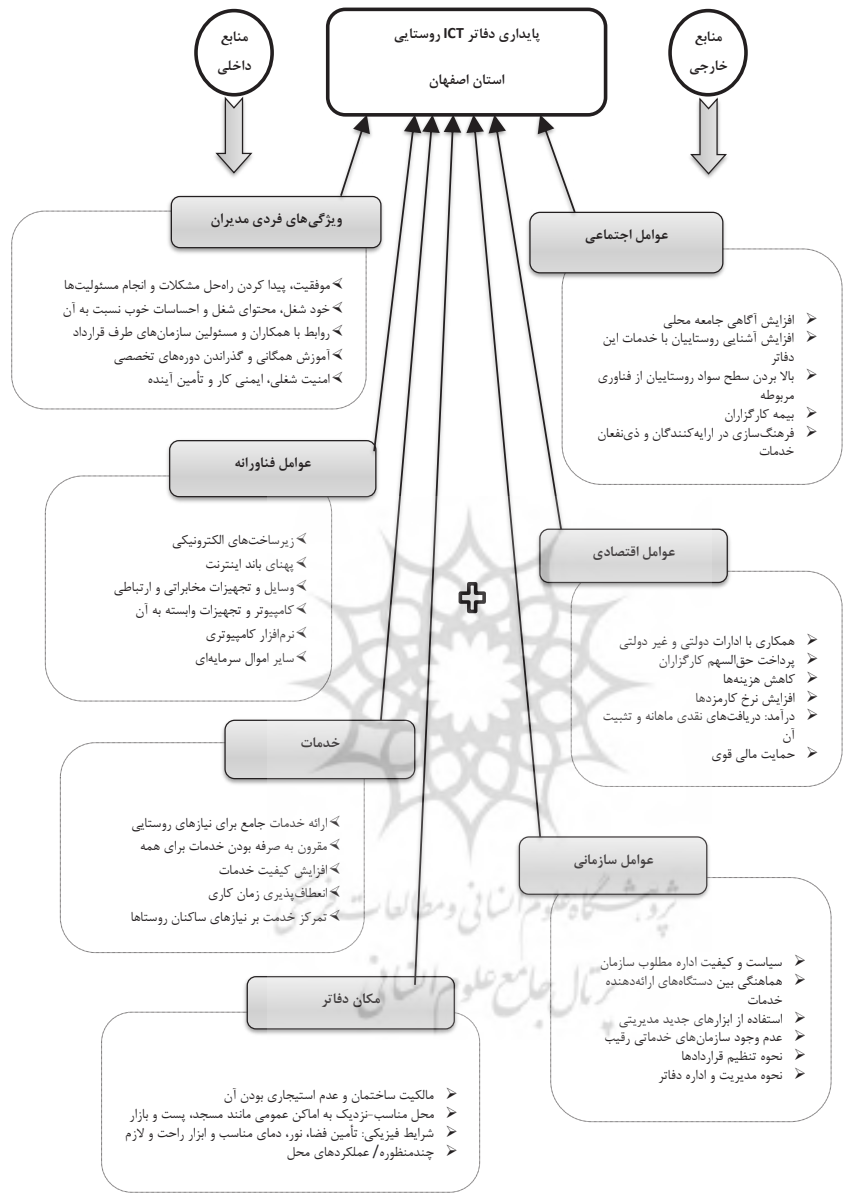 منابع
خارجی
پایداری دفاتر ICT روستایی
استان اصفهان
منابع
داخلی
عوامل اجتماعی
افزایش آگاهی جامعه محلی
افزایش آشنایی روستاییان با خدمات این
دفاتر
بالا بردن سطح سواد روستاییان از فناوری
مربوطه
بیمه کارگزاران
فرهنگ‌سازی در ارایه‌کنندگان و ذی‌نفعان
خدمات
عوامل اقتصادی
همکاری با ادارات دولتی و غیر دولتی
پرداخت حق‌السهم کارگزاران
کاهش هزینه‌ها
افزایش نرخ کارمزدها
درآمد: دریافت‌های نقدی ماهانه و تثبیت
آن
حمایت مالی قوی
عوامل سازمانی
سیاست و کیفیت اداره مطلوب سازمان
هماهنگی بین دستگاه‌های ارائه‌دهنده
خدمات
استفاده از ابزارهای جدید مدیریتی
عدم وجود سازمان‌های خدماتی رقیب
نحوه تنظیم قراردادها
نحوه مدیریت و اداره دفاتر
ویژگی‌های فردی مدیران
موفقیت، پیدا کردن راه‌حل مشکلات و انجام مسئولیت‌ها
خود شغل، محتوای شغل و احساسات خوب نسبت به آن
روابط با همکاران و مسئولین سازمان‌های طرف قرارداد
آموزش همگانی و گذراندن دوره‌های تخصصی
امنیت شغلی، ایمنی کار و تأمین آینده
عوامل فناورانه
زیرساخت‌های الکترونیکی
پهنای باند اینترنت
وسایل و تجهیزات مخابراتی و ارتباطی
کامپیوتر و تجهیزات وابسته به آن
نرم‌افزار کامپیوتری
سایر اموال سرمایه‌ای
خدمات
ارائه خدمات جامع برای نیازهای روستایی
مقرون به صرفه بودن خدمات برای همه
افزایش کیفیت خدمات
انعطاف‌پذیری زمان کاری
تمرکز خدمت بر نیازهای ساکنان روستاها
مکان دفاتر
مالکیت ساختمان و عدم استیجاری بودن آن
محل مناسب-نزدیک به اماکن عمومی مانند مسجد، پست و بازار
شرایط فیزیکی: تأمین فضا، نور، دمای مناسب و ابزار راحت و لازم
چندمنظوره/ عملکردهای محل
پژوهشگاه علوم انسانی و مطالعات فرهنگی
پرتال جامع علوم انسانی